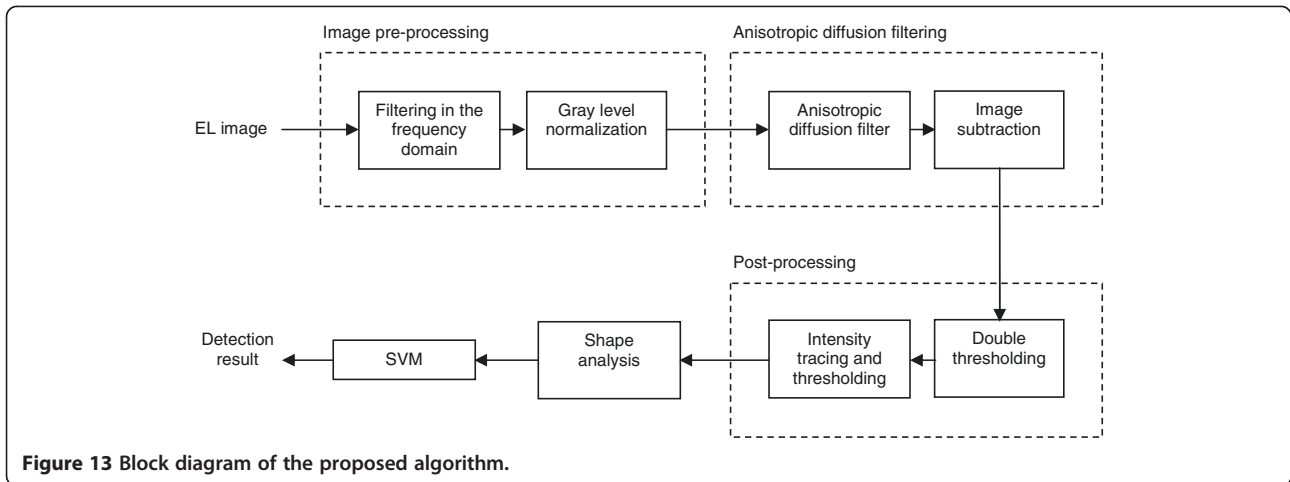 Image pre-processing
Anisotropic diffusion filtering
EL image
Filtering in the
frequency
domain
Gray level
normalization
Anisotropic
diffusion filter
Image
subtraction
Post-processing
Detection
result
SVM
Shape
analysis
Intensity
tracing and
thresholding
Double
thresholding
Figure 13 Block diagram of the proposed algorithm.